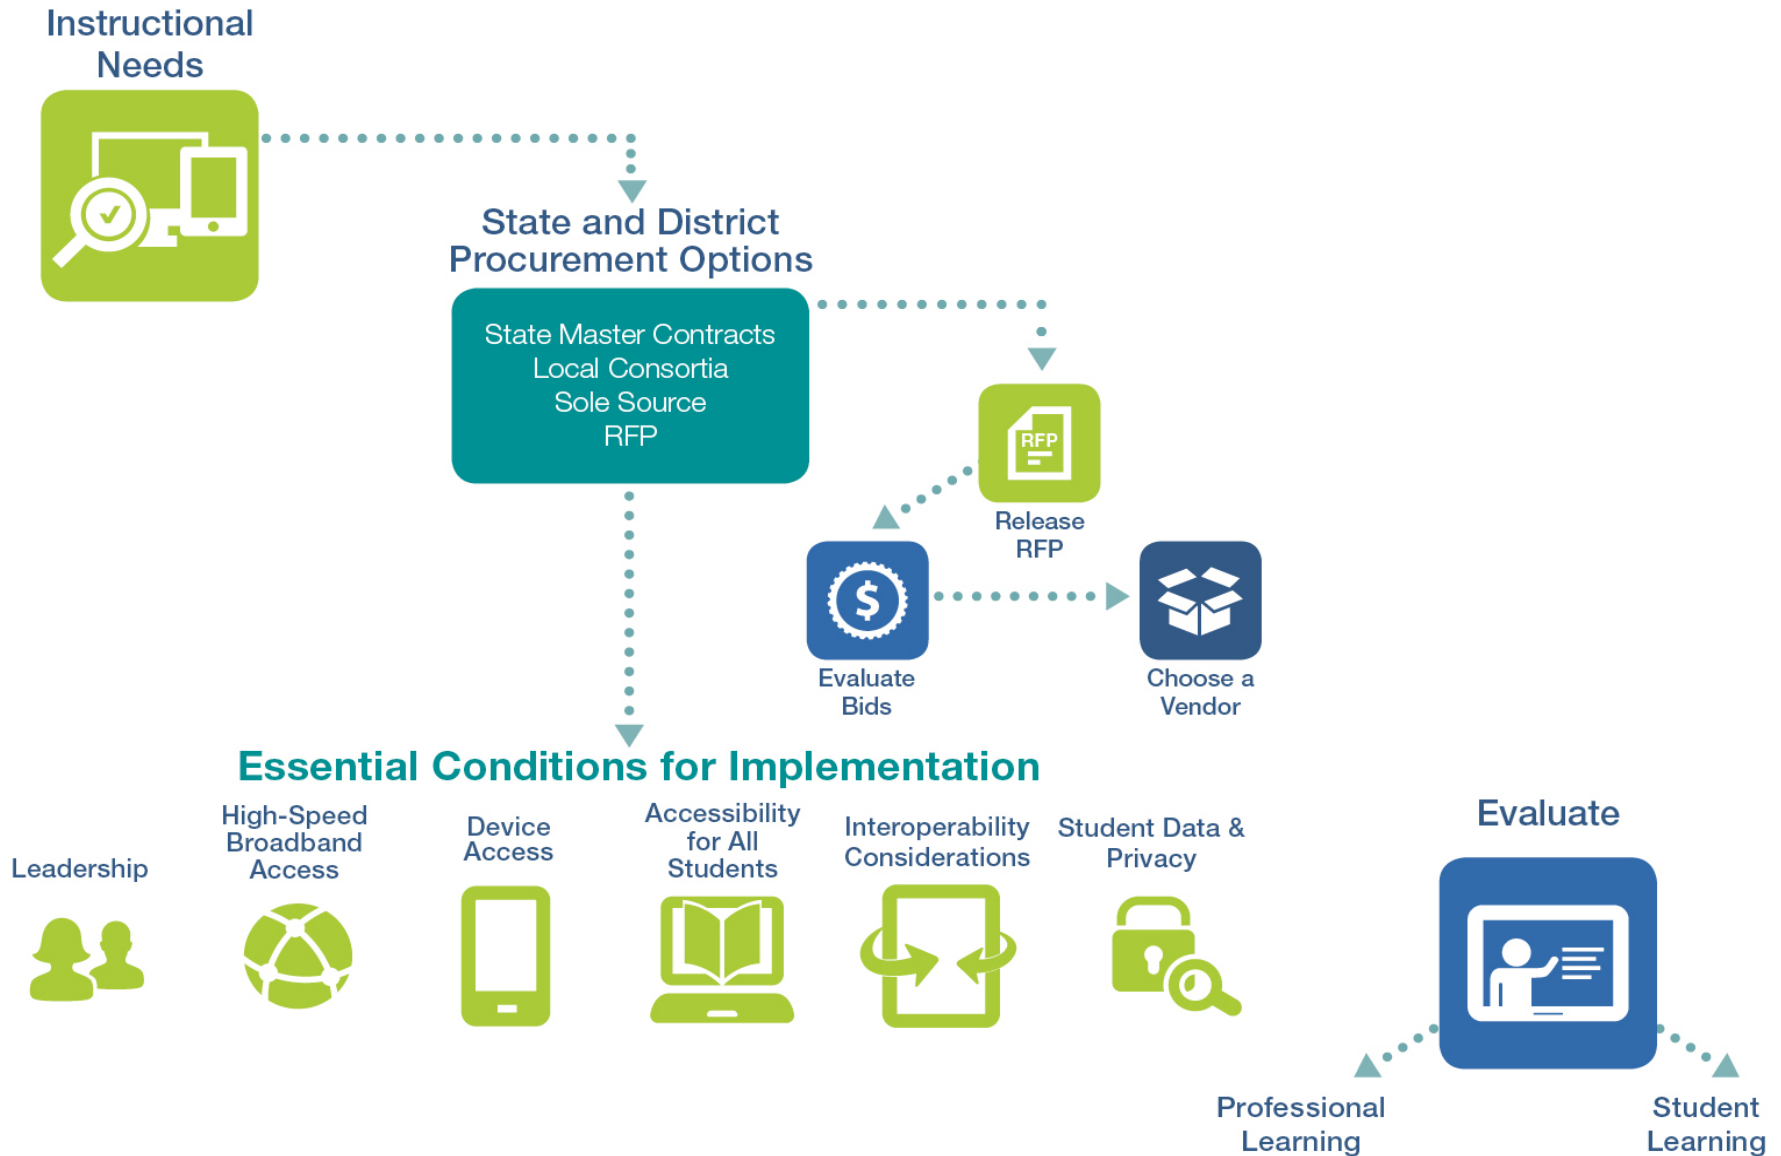 Instructional
Needs
State and District
Procurement Options
State Master Contracts
Local Consortia
Sole Source
RFP
RFP
Release
RFP
Evaluate
Bids
Choose a
Vendor
Essential Conditions for Implementation
Leadership
High-Speed
Broadband
Access
Device
Access
Accessibility
for All
Students
Interoperability
Considerations
Student Data &
Privacy
Evaluate
Professional
Learning
Student
Learning